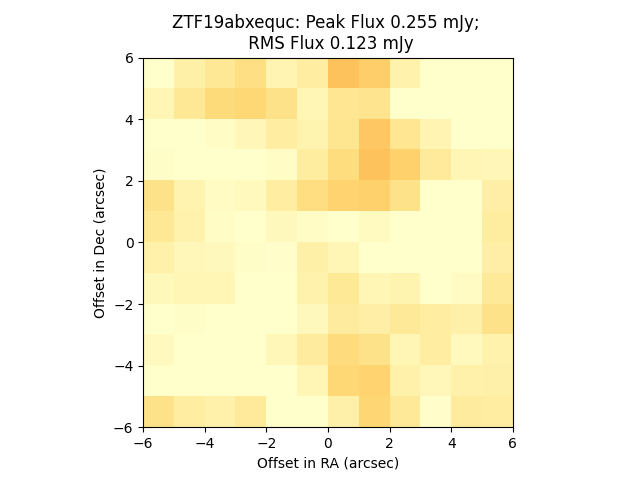 ZTF19abxequc: Peak Flux 0.255 mJy;
RMS Flux 0.123 mJy
6
4
2
0
−2
−4
−6
Offset in Dec (arcsec)
−6 −4 −2 0 2 4 6
Offset in RA (arcsec)